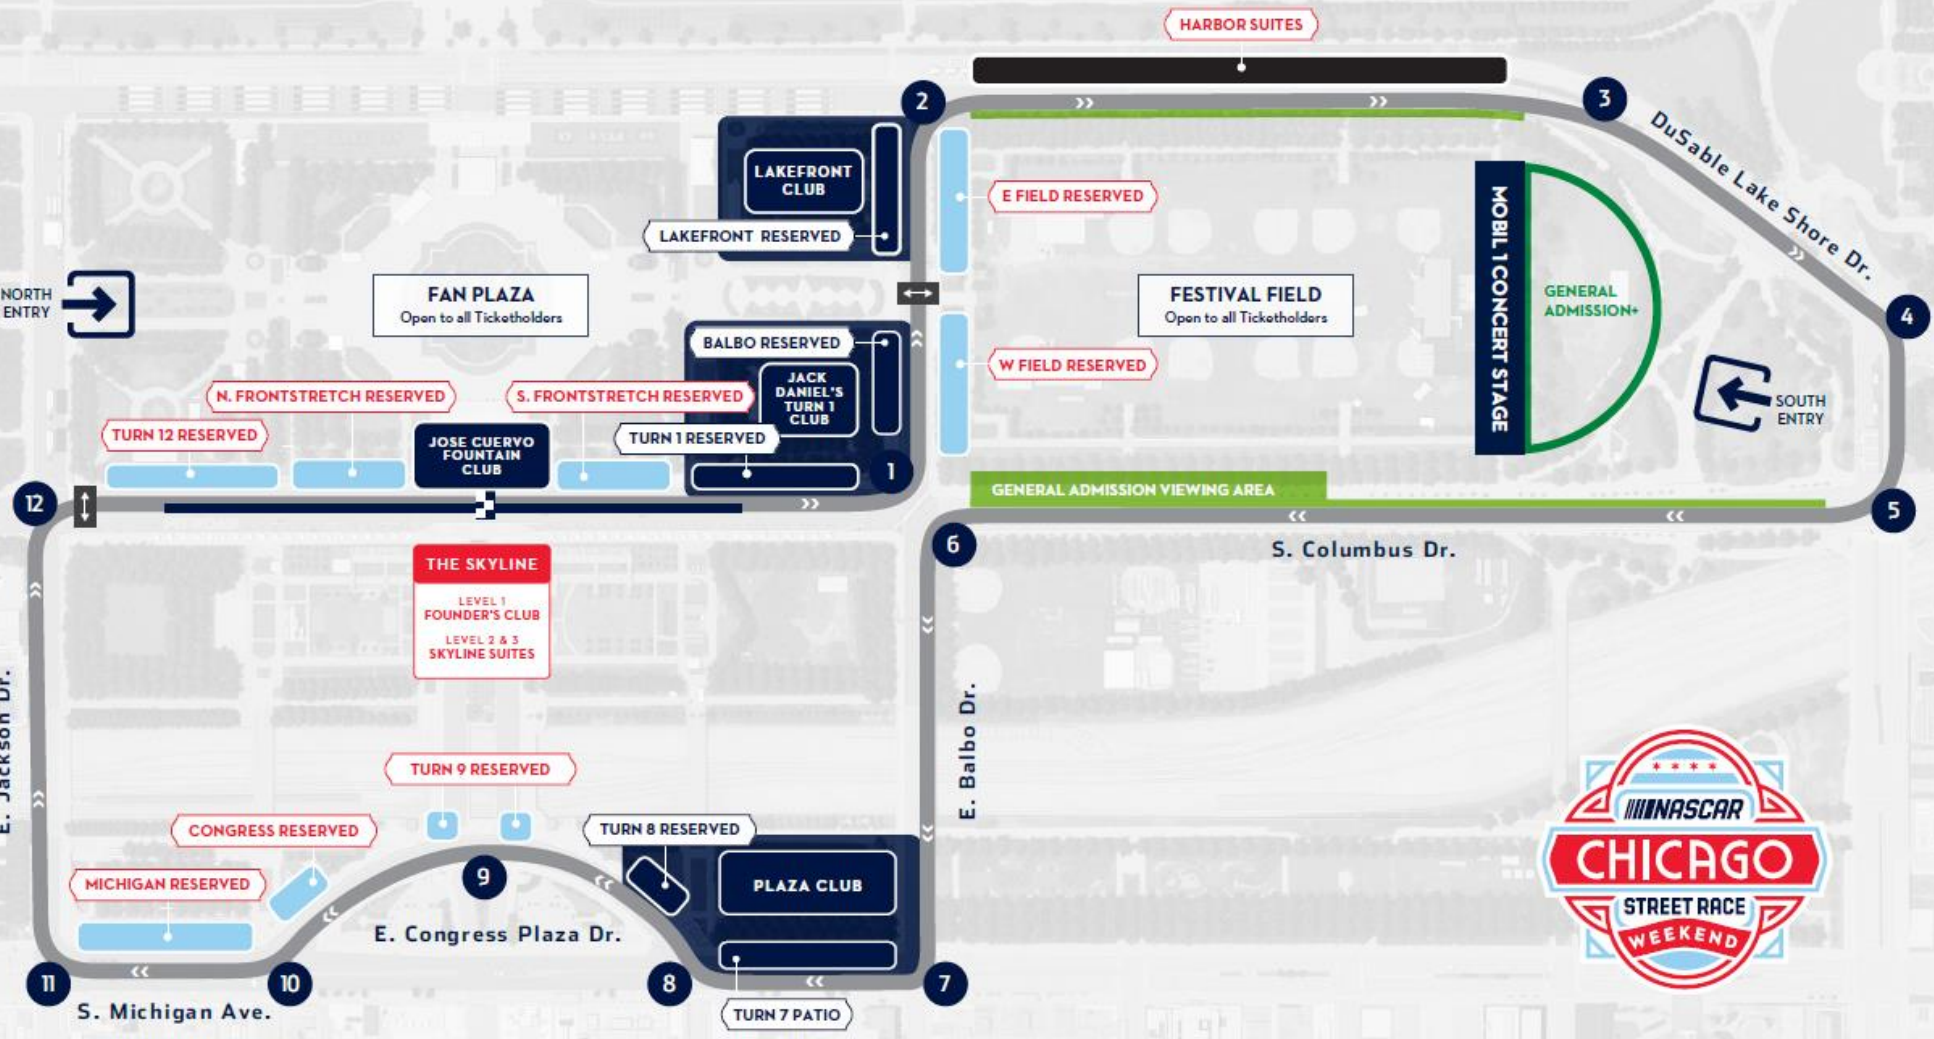 HARBOR SUITES
2
3
DuSable Lake Shore Dr.
LAKEFRONT
CLUB
LAKEFRONT RESERVED
E FIELD RESERVED
MOBIL 1 CONCERT STAGE
NORTH
ENTRY
FAN PLAZA
Open to all Ticketholders
FESTIVAL FIELD
Open to all Ticketholders
GENERAL
ADMISSION+
4
BALBO RESERVED
W FIELD RESERVED
JACK
DANIEL'S
TURN 1
CLUB
N. FRONTSTRETCH RESERVED
S. FRONTSTRETCH RESERVED
SOUTH
ENTRY
TURN 12 RESERVED
JOSE CUERVO
FOUNTAIN
CLUB
TURN 1 RESERVED
1
GENERAL ADMISSION VIEWING AREA
12
5
6
S. Columbus Dr.
THE SKYLINE
LEVEL 1
FOUNDER'S CLUB
LEVEL 2 & 3
SKYLINE SUITES
E. Jackson Dr.
E. Balbo Dr.
TURN 9 RESERVED
CONGRESS RESERVED
TURN 8 RESERVED
MICHIGAN RESERVED
9
PLAZA CLUB
E. Congress Plaza Dr.
11
10
8
7
S. Michigan Ave.
TURN 7 PATIO
NASCAR
CHICAGO
STREET RACE
WEEKEND